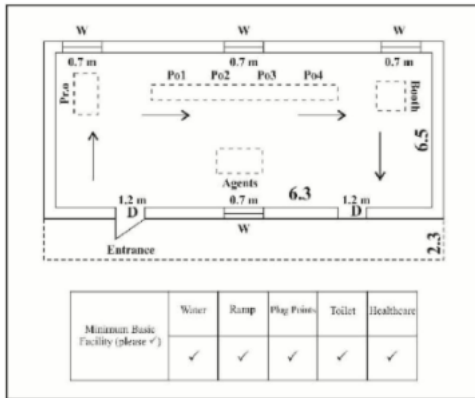 W W W
0.7 m 0.7 m 0.7 m
Po1 Po2 Po3 Po4
Pr.o
Booth
6.5
Agents
6.3
1.2 m 0.7 m 1.2 m
D D
W
Entrance
2.3
Water Ramp Plug Points Toilet Healthcare
Minimum Basic
Facility (please ✓) ✓ ✓ ✓ ✓ ✓